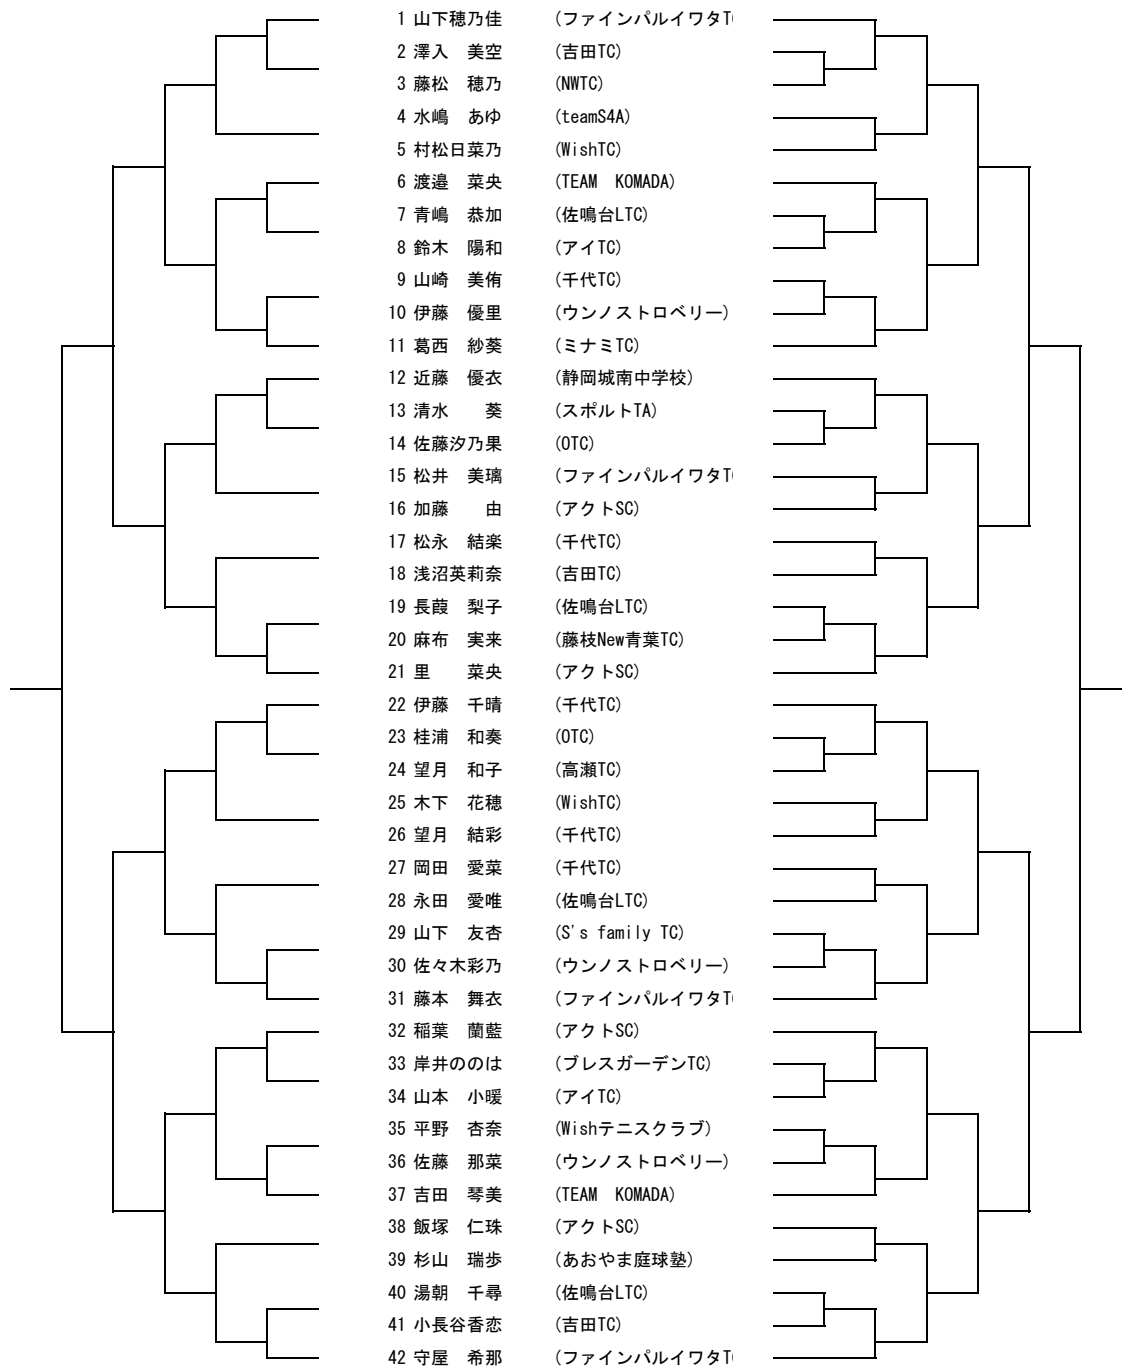 1 山下穂乃佳 (ファインパルイワタT
2 澤入 美空 (吉田TC)
3 藤松 穂乃 (NWTC)
4 水嶋 あゆ (teamS4A)
5 村松日菜乃 (WishTC)
6 渡邉 菜央 (TEAM KOMADA)
7 青嶋 恭加 (佐鳴台LTC)
8 鈴木 陽和 (アイTC)
9 山崎 美侑 (千代TC)
10 伊藤 優里 (ウンノストロベリー)
11 葛西 紗葵 (ミナミTC)
12 近藤 優衣 (静岡城南中学校)
13 清水 葵 (スポルトTA)
14 佐藤汐乃果 (OTC)
15 松井 美璃 (ファインパルイワタT
16 加藤 由 (アクトSC)
17 松永 結楽 (千代TC)
18 浅沼英莉奈 (吉田TC)
19 長葭 梨子 (佐鳴台LTC)
20 麻布 実来 (藤枝New青葉TC)
21 里 菜央 (アクトSC)
22 伊藤 千晴 (千代TC)
23 桂浦 和奏 (OTC)
24 望月 和子 (高瀬TC)
25 木下 花穂 (WishTC)
26 望月 結彩 (千代TC)
27 岡田 愛菜 (千代TC)
28 永田 愛唯 (佐鳴台LTC)
29 山下 友杏 (S's family TC)
30 佐々木彩乃 (ウンノストロベリー)
31 藤本 舞衣 (ファインパルイワタT
32 稲葉 蘭藍 (アクトSC)
33 岸井ののは (ブレスガーデンTC)
34 山本 小暖 (アイTC)
35 平野 杏奈 (Wishテニスクラブ)
36 佐藤 那菜 (ウンノストロベリー)
37 吉田 琴美 (TEAM KOMADA)
38 飯塚 仁珠 (アクトSC)
39 杉山 瑞歩 (あおやま庭球塾)
40 湯朝 千尋 (佐鳴台LTC)
41 小長谷香恋 (吉田TC)
42 守屋 希那 (ファインパルイワタT